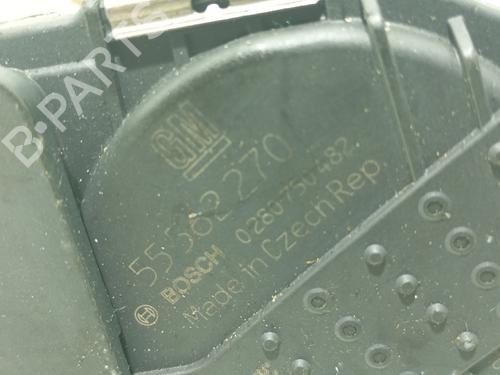 B-PARTS
GM
55562270
BOSCH 0280750482
Made in Czech Rep.